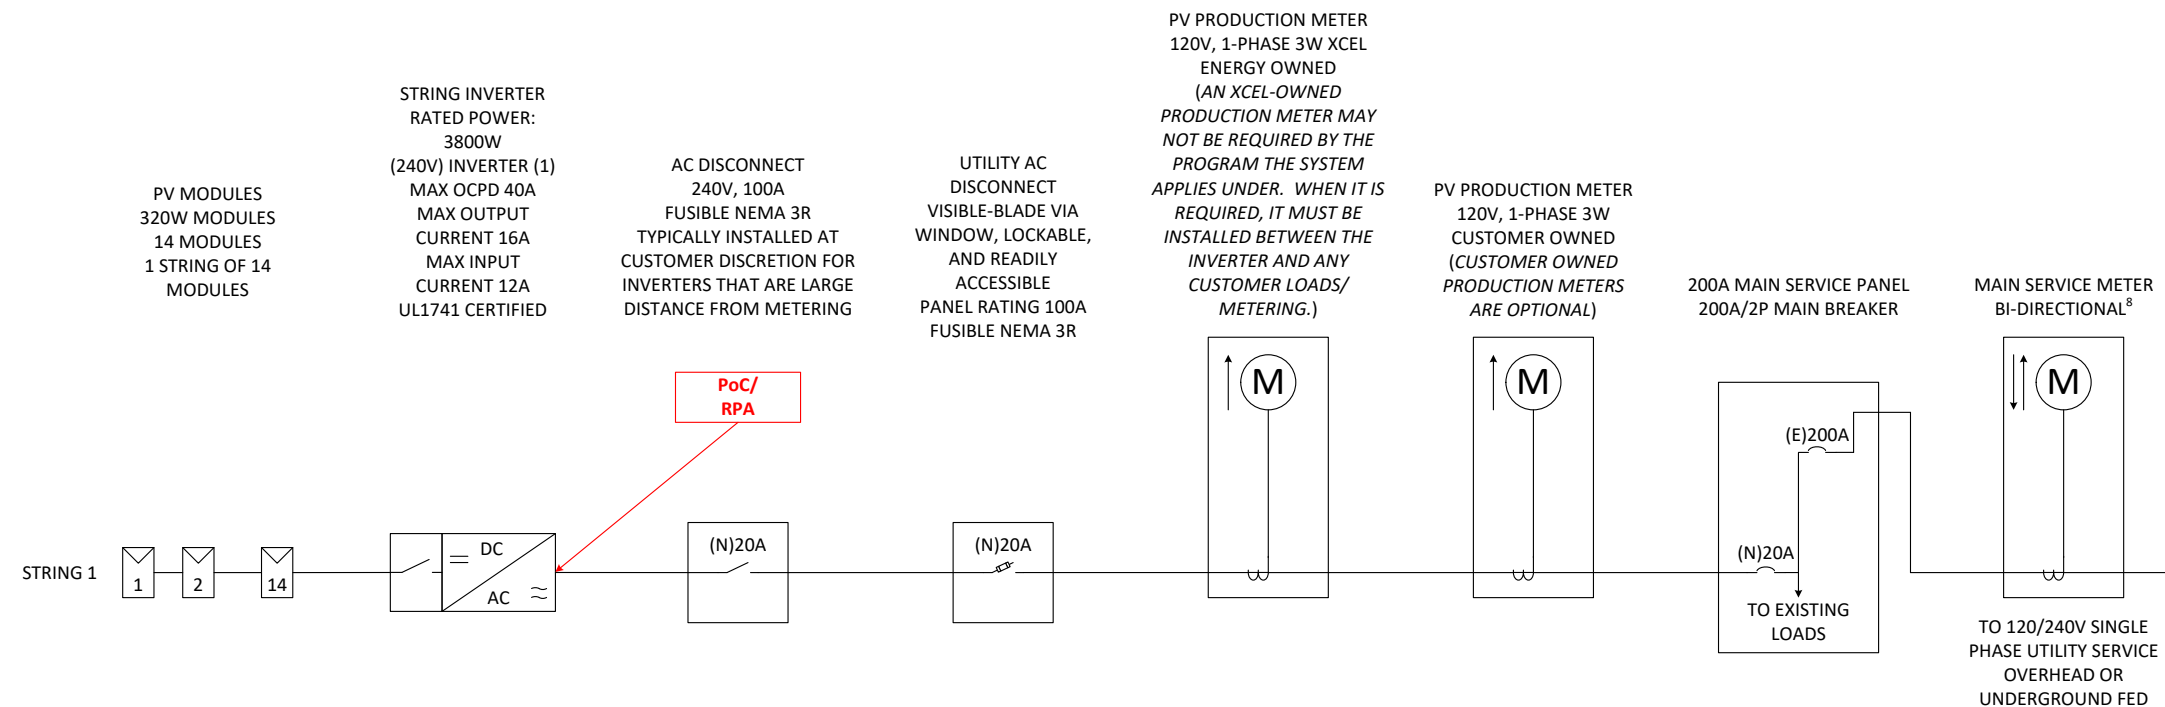 PV MODULES
320W MODULES
14 MODULES
1 STRING OF 14
MODULES
STRING INVERTER
RATED POWER:
3800W
(240V) INVERTER (1)
MAX OCPD 40A
MAX OUTPUT
CURRENT 16A
MAX INPUT
CURRENT 12A
UL1741 CERTIFIED
AC DISCONNECT
240V, 100A
FUSIBLE NEMA 3R
TYPICALLY INSTALLED AT
CUSTOMER DISCRETION FOR
INVERTERS THAT ARE LARGE
DISTANCE FROM METERING
UTILITY AC
DISCONNECT
VISIBLE-BLADE VIA
WINDOW, LOCKABLE,
AND READILY
ACCESSIBLE
PANEL RATING 100A
FUSIBLE NEMA 3R
PV PRODUCTION METER
120V, 1-PHASE 3W XCEL
ENERGY OWNED
(AN XCEL-OWNED
PRODUCTION METER MAY
NOT BE REQUIRED BY THE
PROGRAM THE SYSTEM
APPLIES UNDER. WHEN IT IS
REQUIRED, IT MUST BE
INSTALLED BETWEEN THE
INVERTER AND ANY
CUSTOMER LOADS/
METERING.)
PV PRODUCTION METER
120V, 1-PHASE 3W
CUSTOMER OWNED
(CUSTOMER OWNED
PRODUCTION METERS
ARE OPTIONAL)
200A MAIN SERVICE PANEL
200A/2P MAIN BREAKER
MAIN SERVICE METER
BI-DIRECTIONAL⁸
PoC/
RPA
M
M
M
(E)200A
STRING 1
1
2
14
DC
AC
(N)20A
(N)20A
(N)20A
TO EXISTING
LOADS
TO 120/240V SINGLE
PHASE UTILITY SERVICE
OVERHEAD OR
UNDERGROUND FED